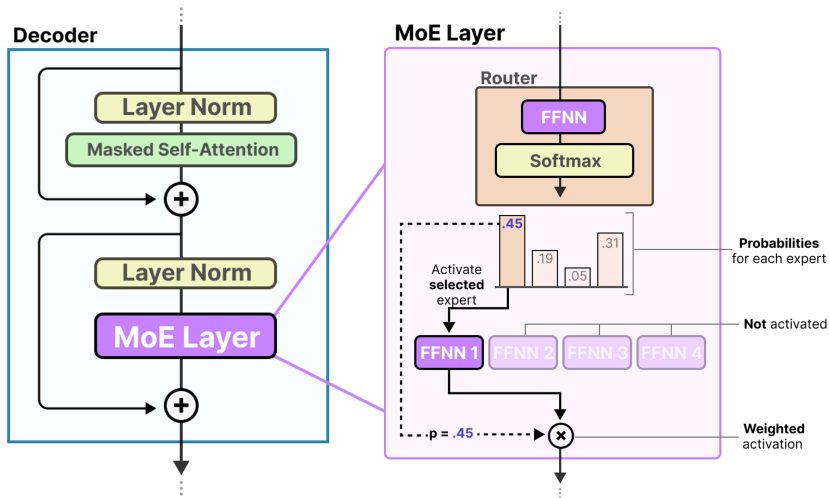 Decoder
Layer Norm
Masked Self-Attention
+
Layer Norm
MoE Layer
+
MoE Layer
Router
FFNN
Softmax
.45
.19
.05
.31
Probabilities
for each expert
Activate
selected
expert
Not activated
FFNN 1
FFNN 2
FFNN 3
FFNN 4
p = .45
×
Weighted
activation